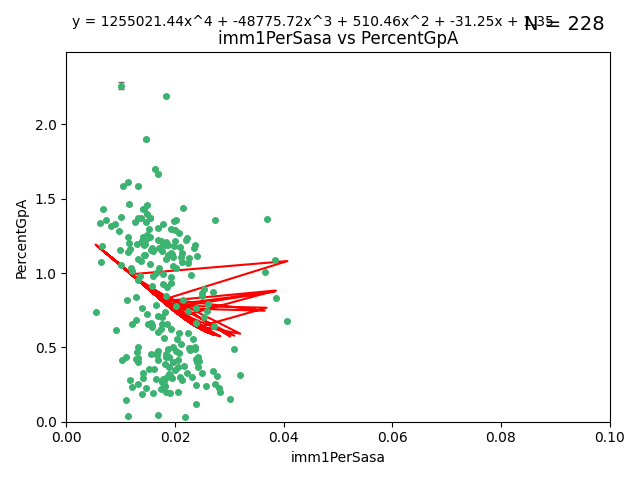 y = 1255021.44x^4 + -48775.72x^3 + 510.46x^2 + -31.25x + 1.35
N = 228
imm1PerSasa vs PercentGpA
PercentGpA
2.0
1.5
1.0
0.5
0.0
0.00 0.02 0.04 0.06 0.08 0.10
imm1PerSasa